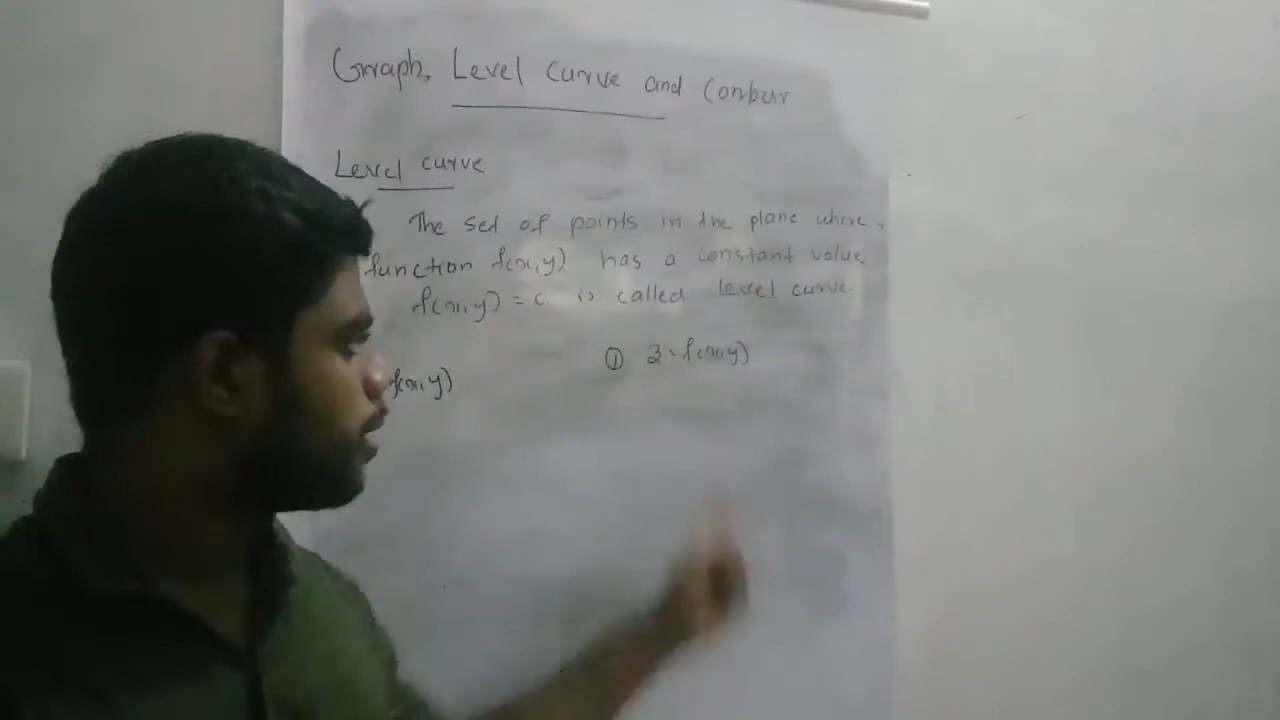 Graph, Level curve and Contour
Level curve
The set of points in the plane where,
function f(x,y) has a constant value
f(x,y) = c is called level curve.
① z = f(x,y)
f(x,y)